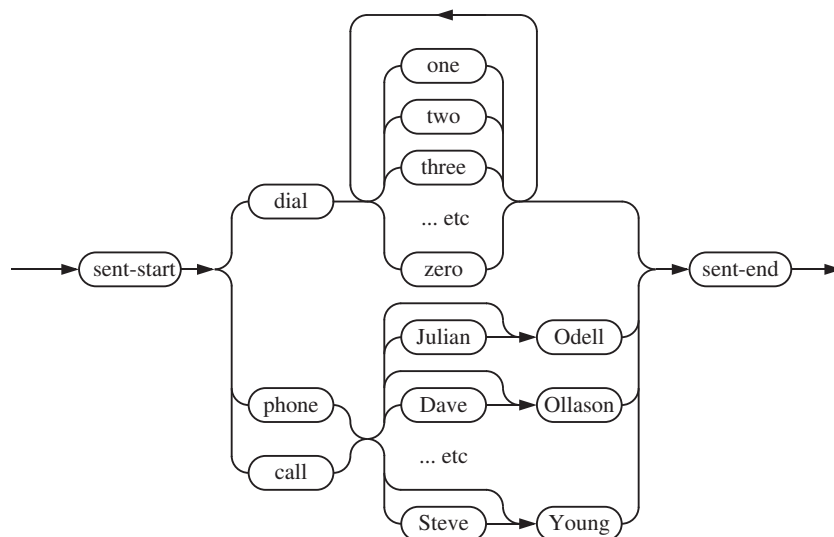 one
two
three
dial
... etc
sent-start
zero
sent-end
Julian
Odell
phone
Dave
Ollason
... etc
call
Steve
Young